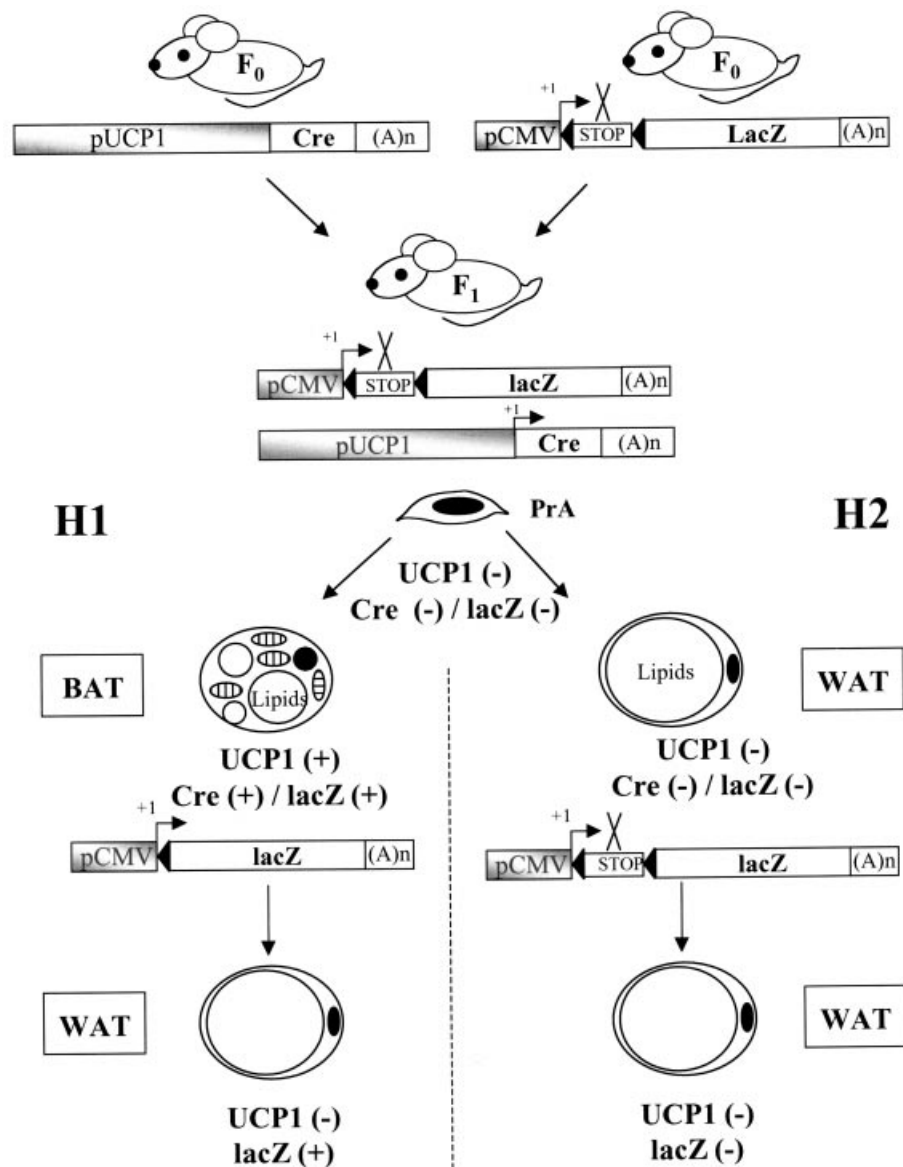 F0
F0
+1
pUCP1 Cre (A)n
pCMV STOP LacZ (A)n
F1
+1
pCMV STOP lacZ (A)n
+1
pUCP1 Cre (A)n
H1
PrA
H2
UCP1 (-)
Cre (-) / lacZ (-)
BAT
Lipids
Lipids
WAT
UCP1 (+)
Cre (+) / lacZ (+)
UCP1 (-)
Cre (-) / lacZ (-)
+1
pCMV lacZ (A)n
+1
pCMV STOP lacZ (A)n
WAT
WAT
UCP1 (-)
lacZ (+)
UCP1 (-)
lacZ (-)